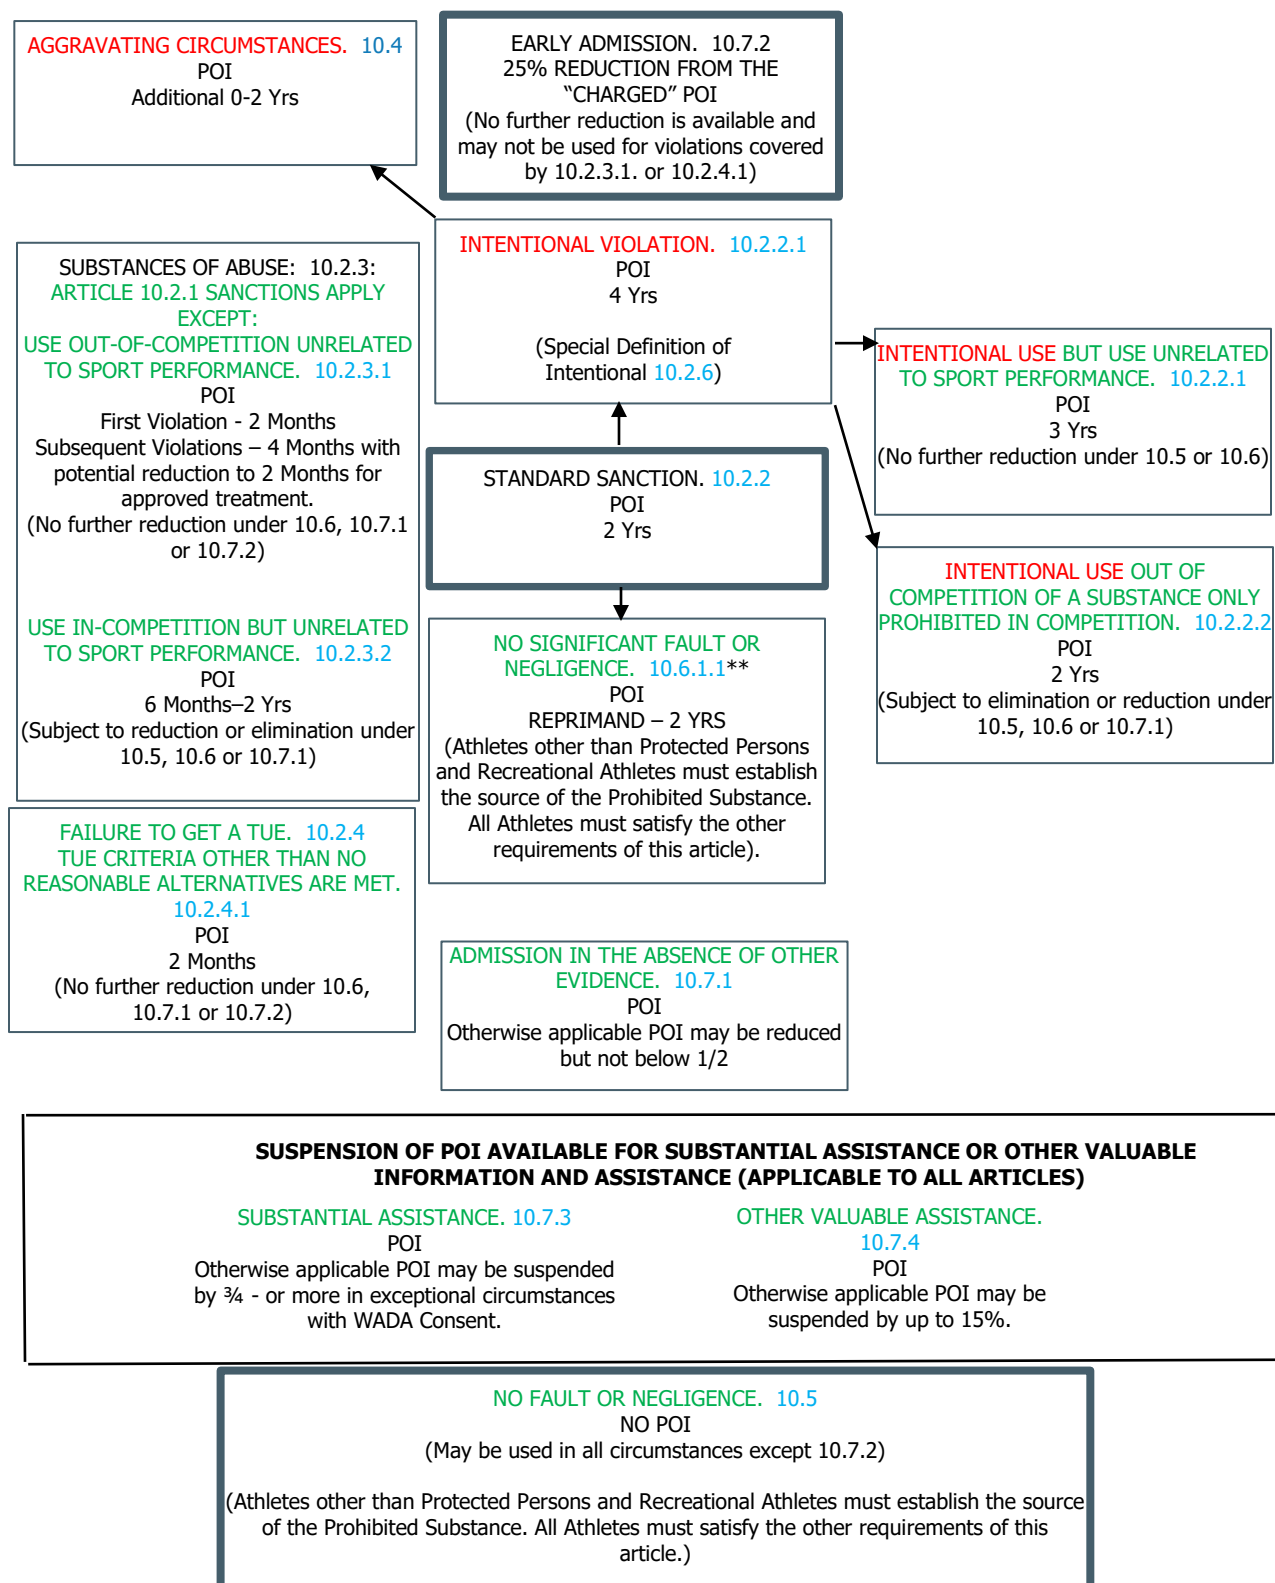 AGGRAVATING CIRCUMSTANCES. 10.4
POI
Additional 0-2 Yrs
EARLY ADMISSION. 10.7.2
25% REDUCTION FROM THE
“CHARGED” POI
(No further reduction is available and
may not be used for violations covered
by 10.2.3.1. or 10.2.4.1)
INTENTIONAL VIOLATION. 10.2.2.1
POI
4 Yrs
(Special Definition of
Intentional 10.2.6)
SUBSTANCES OF ABUSE: 10.2.3:
ARTICLE 10.2.1 SANCTIONS APPLY
EXCEPT:
USE OUT-OF-COMPETITION UNRELATED
TO SPORT PERFORMANCE. 10.2.3.1
POI
First Violation - 2 Months
Subsequent Violations – 4 Months with
potential reduction to 2 Months for
approved treatment.
(No further reduction under 10.6, 10.7.1
or 10.7.2)
USE IN-COMPETITION BUT UNRELATED
TO SPORT PERFORMANCE. 10.2.3.2
POI
6 Months–2 Yrs
(Subject to reduction or elimination under
10.5, 10.6 or 10.7.1)
INTENTIONAL USE BUT USE UNRELATED
TO SPORT PERFORMANCE. 10.2.2.1
POI
3 Yrs
(No further reduction under 10.5 or 10.6)
STANDARD SANCTION. 10.2.2
POI
2 Yrs
INTENTIONAL USE OUT OF
COMPETITION OF A SUBSTANCE ONLY
PROHIBITED IN COMPETITION. 10.2.2.2
POI
2 Yrs
(Subject to elimination or reduction under
10.5, 10.6 or 10.7.1)
NO SIGNIFICANT FAULT OR
NEGLIGENCE. 10.6.1.1**
POI
REPRIMAND – 2 YRS
(Athletes other than Protected Persons
and Recreational Athletes must establish
the source of the Prohibited Substance.
All Athletes must satisfy the other
requirements of this article).
FAILURE TO GET A TUE. 10.2.4
TUE CRITERIA OTHER THAN NO
REASONABLE ALTERNATIVES ARE MET.
10.2.4.1
POI
2 Months
(No further reduction under 10.6,
10.7.1 or 10.7.2)
ADMISSION IN THE ABSENCE OF OTHER
EVIDENCE. 10.7.1
POI
Otherwise applicable POI may be reduced
but not below 1/2
SUSPENSION OF POI AVAILABLE FOR SUBSTANTIAL ASSISTANCE OR OTHER VALUABLE
INFORMATION AND ASSISTANCE (APPLICABLE TO ALL ARTICLES)
SUBSTANTIAL ASSISTANCE. 10.7.3
POI
Otherwise applicable POI may be suspended
by ¾ - or more in exceptional circumstances
with WADA Consent.
OTHER VALUABLE ASSISTANCE.
10.7.4
POI
Otherwise applicable POI may be
suspended by up to 15%.
NO FAULT OR NEGLIGENCE. 10.5
NO POI
(May be used in all circumstances except 10.7.2)
(Athletes other than Protected Persons and Recreational Athletes must establish the source
of the Prohibited Substance. All Athletes must satisfy the other requirements of this
article.)